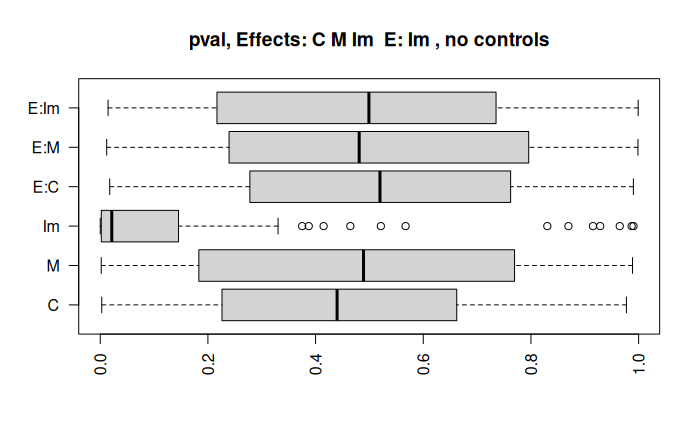 pval, Effects: C M Im  E: Im , no controls
E:Im
E:M
E:C
Im
M
C
0.0 0.2 0.4 0.6 0.8 1.0